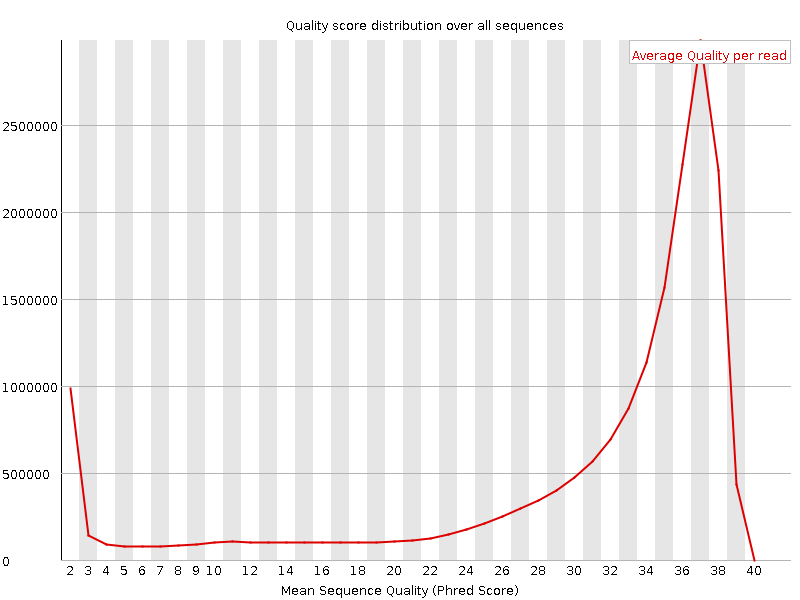 Quality score distribution over all sequences
Average Quality per read
2500000
2000000
1500000
1000000
500000
0
2 3 4 5 6 7 8 9 10 12 14 16 18 20 22 24 26 28 30 32 34 36 38 40
Mean Sequence Quality (Phred Score)